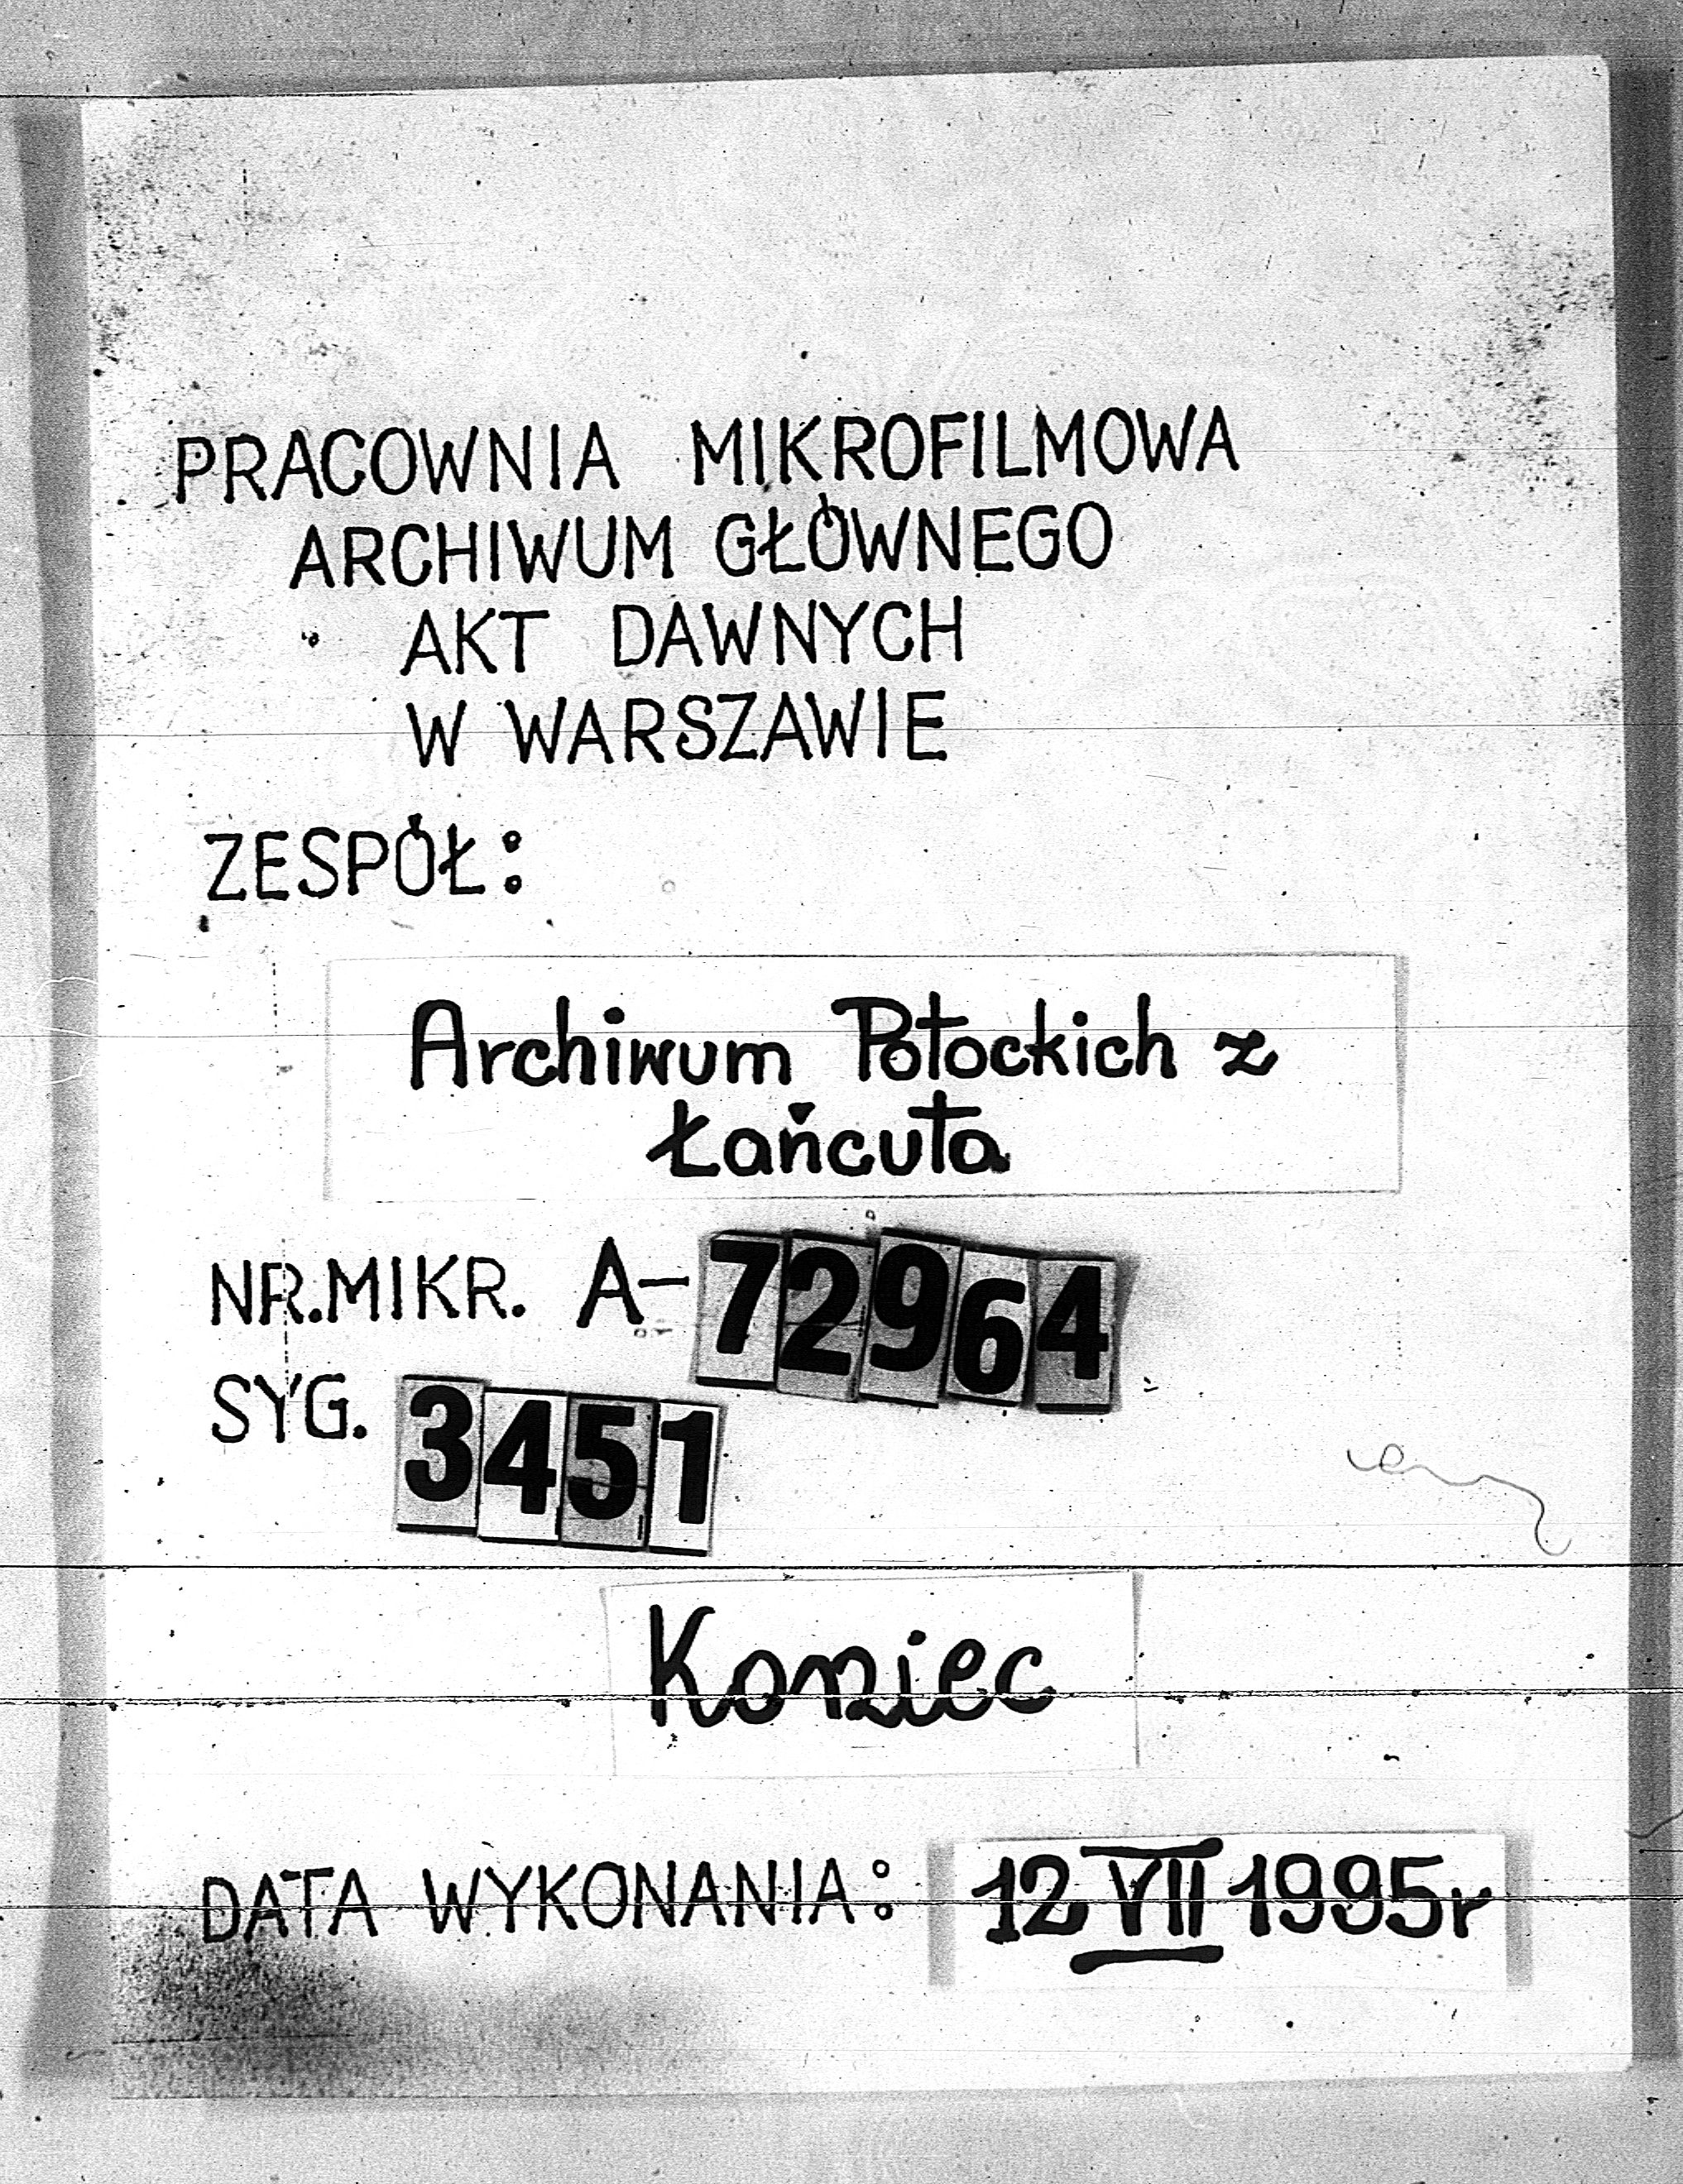 PRACOWNIA MIKROFILMOWA
ARCHIWUM GŁÓWNEGO
AKT DAWNYCH
W WARSZAWIE
ZESPÓŁ:
Archiwum Potockich z
Łańcuta
NR.MIKR. A-72964
SYG. 3451
Koniec
DATA WYKONANIA: 12 VII 1995r